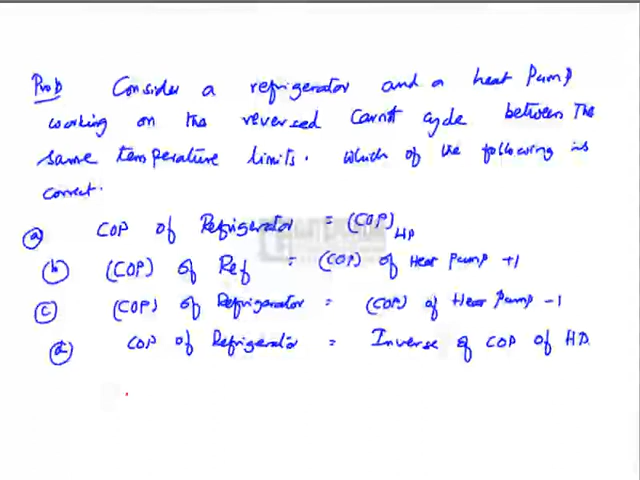 Prob Consider a refrigerator and a heat Pump
working on the reversed Carnot cycle between the
same temperature limits. which of the following is
correct.
(a) COP of Refrigerator = (COP)HP
(b) (COP) of Ref = (COP) of Heat Pump +1
(c) (COP) of Refrigerator = (COP) of Heat Pump -1
(d) COP of Refrigerator = Inverse of COP of HP.